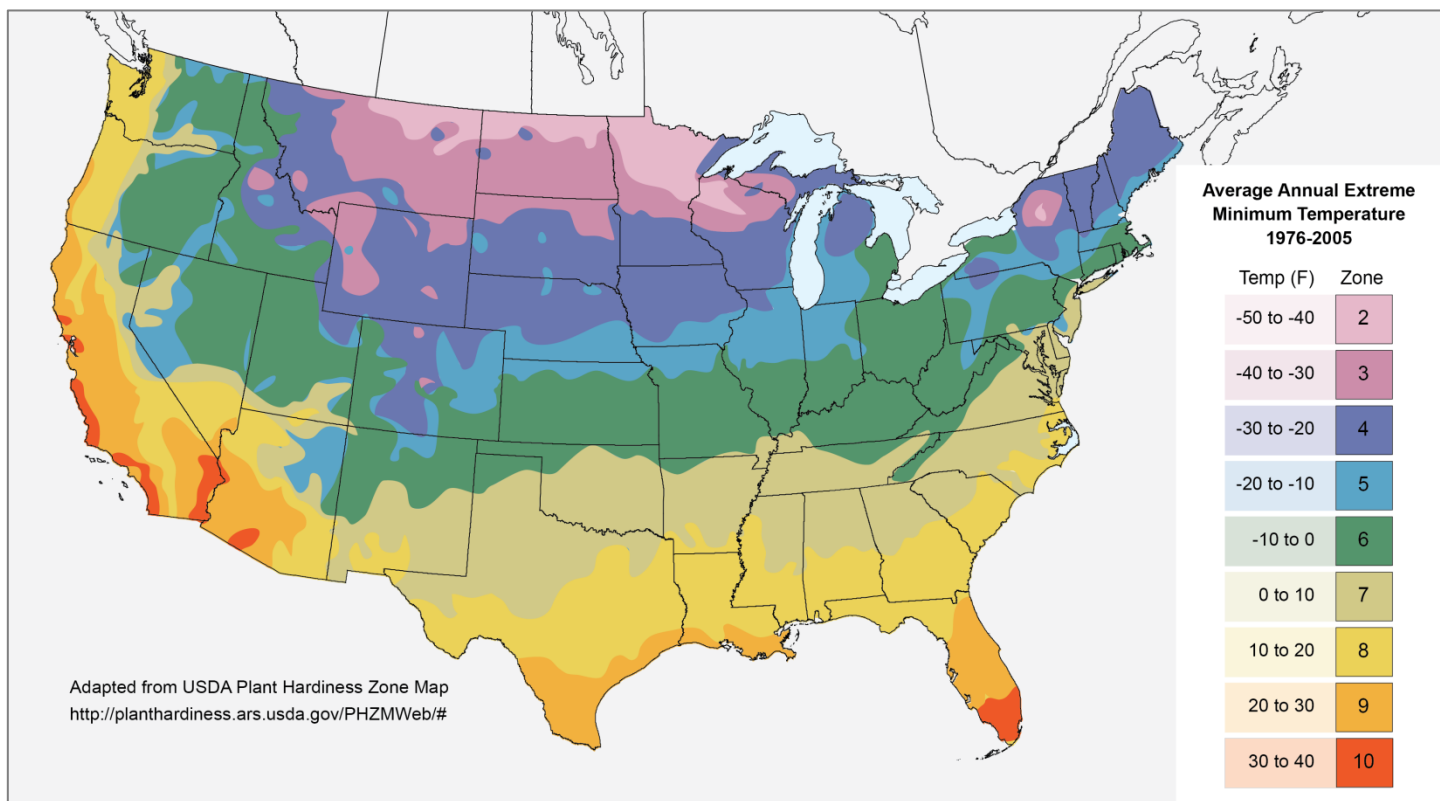 Average Annual Extreme
Minimum Temperature
1976-2005
Temp (F) Zone
-50 to -40 2
-40 to -30 3
-30 to -20 4
-20 to -10 5
-10 to 0 6
0 to 10 7
10 to 20 8
20 to 30 9
30 to 40 10
Adapted from USDA Plant Hardiness Zone Map
http://planthardiness.ars.usda.gov/PHZMWeb/#